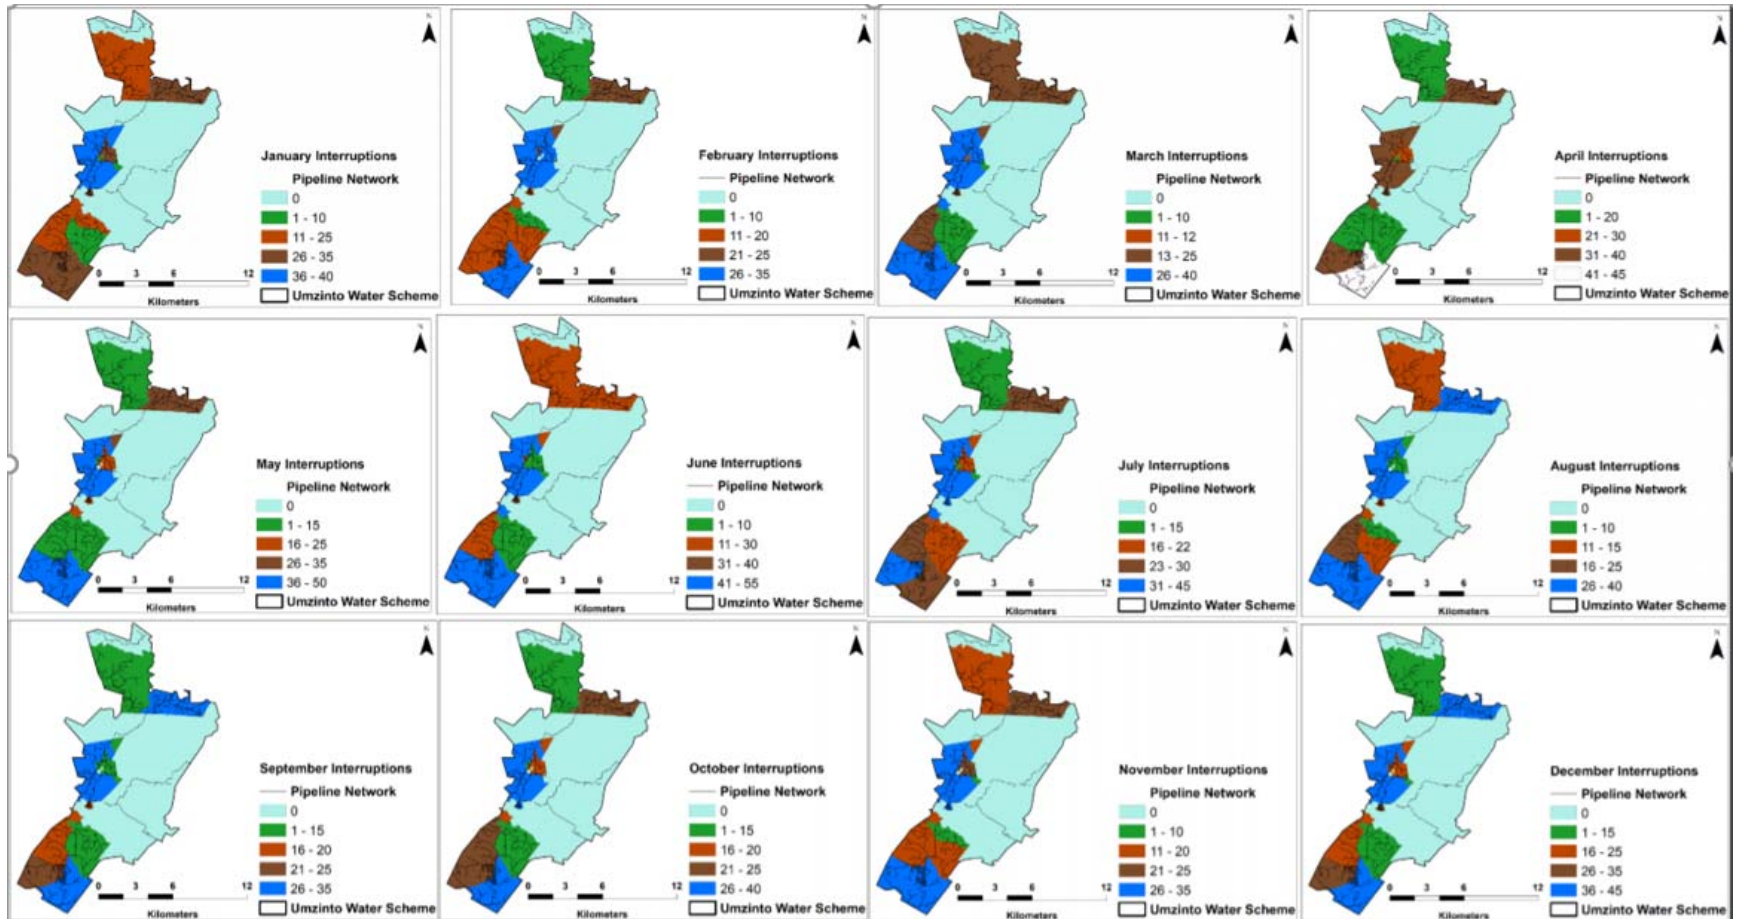 N
January Interruptions
Pipeline Network
0
1 - 10
11 - 25
26 - 35
36 - 40
Umzinto Water Scheme
0 3 6 12
Kilometers
N
February Interruptions
Pipeline Network
0
1 - 10
11 - 20
21 - 25
26 - 35
Umzinto Water Scheme
0 3 6 12
Kilometers
N
March Interruptions
Pipeline Network
0
1 - 10
11 - 12
13 - 25
26 - 40
Umzinto Water Scheme
0 3 6 12
Kilometers
N
April Interruptions
Pipeline Network
0
1 - 20
21 - 30
31 - 40
41 - 45
Umzinto Water Scheme
0 3 6 12
Kilometers
N
May Interruptions
Pipeline Network
0
1 - 15
16 - 25
26 - 35
36 - 50
Umzinto Water Scheme
0 3 6 12
Kilometers
N
June Interruptions
Pipeline Network
0
1 - 10
11 - 30
31 - 40
41 - 55
Umzinto Water Scheme
0 3 6 12
Kilometers
N
July Interruptions
Pipeline Network
0
1 - 15
16 - 22
23 - 30
31 - 45
Umzinto Water Scheme
0 3 6 12
Kilometers
N
August Interruptions
Pipeline Network
0
1 - 10
11 - 15
16 - 25
26 - 40
Umzinto Water Scheme
0 3 6 12
Kilometers
N
September Interruptions
Pipeline Network
0
1 - 15
16 - 20
21 - 25
26 - 35
Umzinto Water Scheme
0 3 6 12
Kilometers
N
October Interruptions
Pipeline Network
0
1 - 15
16 - 20
21 - 25
26 - 40
Umzinto Water Scheme
0 3 6 12
Kilometers
N
November Interruptions
Pipeline Network
0
1 - 10
11 - 20
21 - 25
26 - 35
Umzinto Water Scheme
0 3 6 12
Kilometers
N
December Interruptions
Pipeline Network
0
1 - 15
16 - 25
26 - 35
36 - 45
Umzinto Water Scheme
0 3 6 12
Kilometers